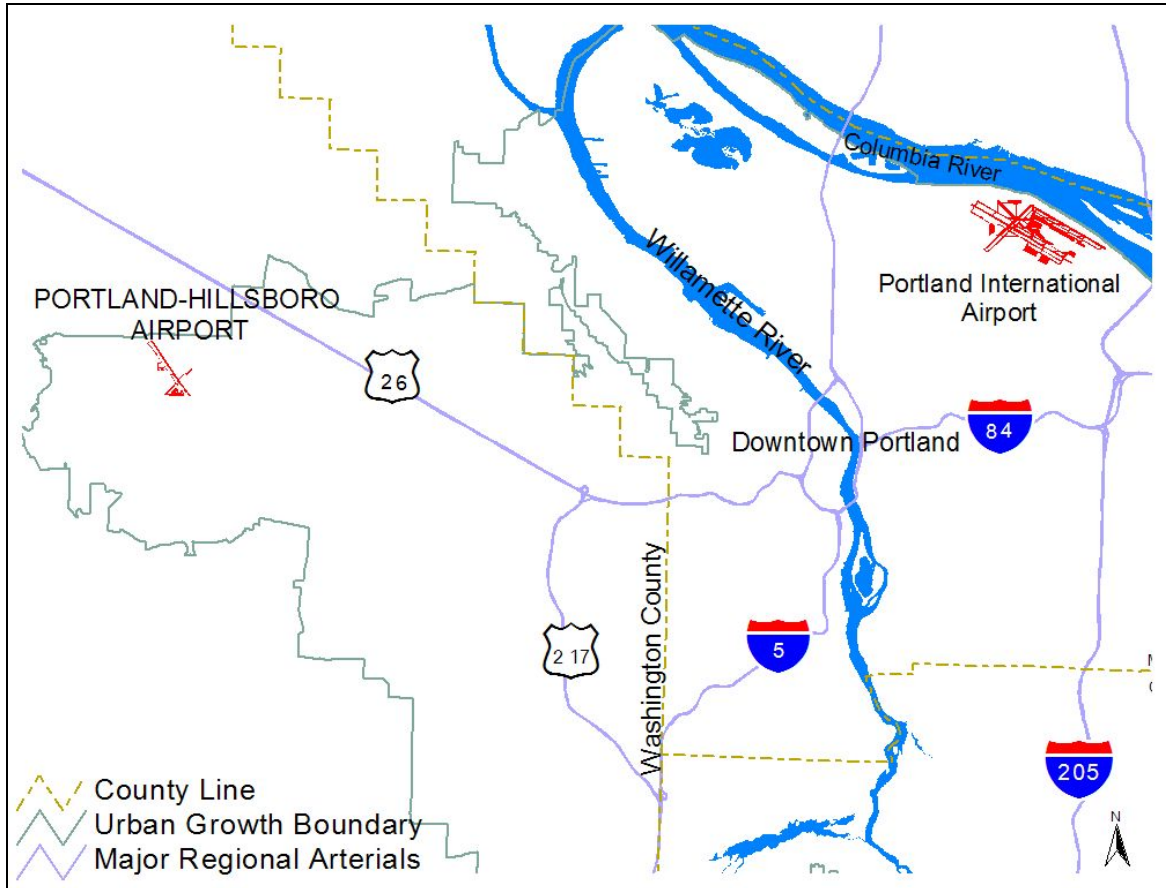 Columbia River
Willamette River
Portland International
Airport
PORTLAND-HILLSBORO
AIRPORT
26
84
Downtown Portland
Washington County
2 17
5
205
County Line
Urban Growth Boundary
Major Regional Arterials
N